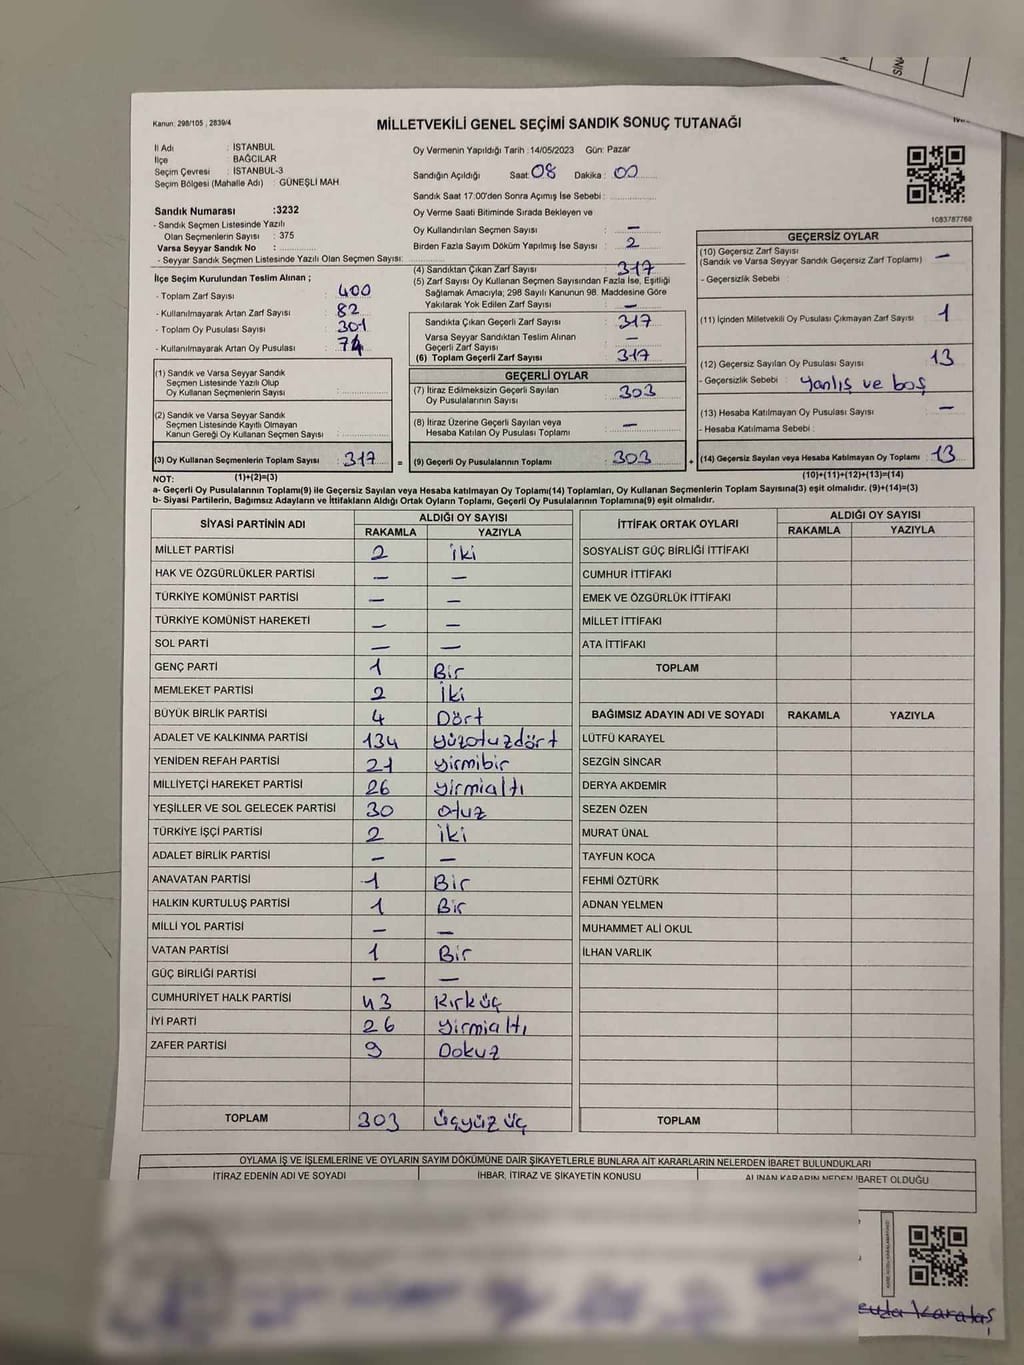 Kanun: 298/105 , 2839/4
MİLLETVEKİLİ GENEL SEÇİMİ SANDIK SONUÇ TUTANAĞI
İl Adı : İSTANBUL
İlçe : BAĞCILAR
Seçim Çevresi : İSTANBUL-3
Seçim Bölgesi (Mahalle Adı) : GÜNEŞLİ MAH
Oy Vermenin Yapıldığı Tarih :14/05/2023 Gün: Pazar
Sandığın Açıldığı Saat: 08 Dakika : 00
Sandık Saat 17:00'den Sonra Açımış İse Sebebi :
Oy Verme Saati Bitiminde Sırada Bekleyen ve
Oy Kullandırılan Seçmen Sayısı : —
Birden Fazla Sayım Döküm Yapılmış İse Sayısı : 2
1083787768
Sandık Numarası :3232
- Sandık Seçmen Listesinde Yazılı
Olan Seçmenlerin Sayısı : 375
Varsa Seyyar Sandık No :
- Seyyar Sandık Seçmen Listesinde Yazılı Olan Seçmen Sayısı:
İlçe Seçim Kurulundan Teslim Alınan ;
- Toplam Zarf Sayısı : 400
- Kullanılmayarak Artan Zarf Sayısı : 82
- Toplam Oy Pusulası Sayısı : 301
- Kullanılmayarak Artan Oy Pusulası : 74
(1) Sandık ve Varsa Seyyar Sandık
Seçmen Listesinde Yazılı Olup
Oy Kullanan Seçmenlerin Sayısı :
(2) Sandık ve Varsa Seyyar Sandık
Seçmen Listesinde Kayıtlı Olmayan
Kanun Gereği Oy Kullanan Seçmen Sayısı :
(3) Oy Kullanan Seçmenlerin Toplam Sayısı : 317
(1)+(2)=(3)
(4) Sandıktan Çıkan Zarf Sayısı : 317
(5) Zarf Sayısı Oy Kullanan Seçmen Sayısından Fazla İse, Eşitliği
Sağlamak Amacıyla; 298 Sayılı Kanunun 98. Maddesine Göre
Yakılarak Yok Edilen Zarf Sayısı : —
Sandıkta Çıkan Geçerli Zarf Sayısı : 317
Varsa Seyyar Sandıktan Teslim Alınan
Geçerli Zarf Sayısı : —
(6) Toplam Geçerli Zarf Sayısı : 317
GEÇERLİ OYLAR
(7) İtiraz Edilmeksizin Geçerli Sayılan
Oy Pusulalarının Sayısı : 303
(8) İtiraz Üzerine Geçerli Sayılan veya
Hesaba Katılan Oy Pusulası Toplamı : —
= (9) Geçerli Oy Pusulalarının Toplamı : 303
GEÇERSİZ OYLAR
(10) Geçersiz Zarf Sayısı
(Sandık ve Varsa Seyyar Sandık Geçersiz Zarf Toplamı) : —
- Geçersizlik Sebebi :
(11) İçinden Milletvekili Oy Pusulası Çıkmayan Zarf Sayısı : 1
(12) Geçersiz Sayılan Oy Pusulası Sayısı : 13
- Geçersizlik Sebebi : Yanlış ve boş
(13) Hesaba Katılmayan Oy Pusulası Sayısı : —
- Hesaba Katılmama Sebebi :
+ (14) Geçersiz Sayılan veya Hesaba Katılmayan Oy Toplamı : 13
(10)+(11)+(12)+(13)=(14)
NOT:
a- Geçerli Oy Pusulalarının Toplamı(9) ile Geçersiz Sayılan veya Hesaba katılmayan Oy Toplamı(14) Toplamları, Oy Kullanan Seçmenlerin Toplam Sayısına(3) eşit olmalıdır. (9)+(14)=(3)
b- Siyasi Partilerin, Bağımsız Adayların ve İttifakların Aldığı Ortak Oyların Toplamı, Geçerli Oy Pusulalarının Toplamına(9) eşit olmalıdır.
SİYASİ PARTİNİN ADI ALDIĞI OY SAYISI
RAKAMLA YAZIYLA
MİLLET PARTİSİ 2 iki
HAK VE ÖZGÜRLÜKLER PARTİSİ — —
TÜRKİYE KOMÜNİST PARTİSİ — —
TÜRKİYE KOMÜNİST HAREKETİ — —
SOL PARTİ — —
GENÇ PARTİ 1 Bir
MEMLEKET PARTİSİ 2 İki
BÜYÜK BİRLİK PARTİSİ 4 Dört
ADALET VE KALKINMA PARTİSİ 134 yüzotuzdört
YENİDEN REFAH PARTİSİ 21 yirmibir
MİLLİYETÇİ HAREKET PARTİSİ 26 yirmialtı
YEŞİLLER VE SOL GELECEK PARTİSİ 30 otuz
TÜRKİYE İŞÇİ PARTİSİ 2 iki
ADALET BİRLİK PARTİSİ — —
ANAVATAN PARTİSİ 1 Bir
HALKIN KURTULUŞ PARTİSİ 1 Bir
MİLLİ YOL PARTİSİ — —
VATAN PARTİSİ 1 Bir
GÜÇ BİRLİĞİ PARTİSİ — —
CUMHURİYET HALK PARTİSİ 43 Kırküç
İYİ PARTİ 26 yirmialtı
ZAFER PARTİSİ 9 Dokuz
TOPLAM 303 üçyüz üç
İTTİFAK ORTAK OYLARI ALDIĞI OY SAYISI
RAKAMLA YAZIYLA
SOSYALİST GÜÇ BİRLİĞİ İTTİFAKI
CUMHUR İTTİFAKI
EMEK VE ÖZGÜRLÜK İTTİFAKI
MİLLET İTTİFAKI
ATA İTTİFAKI
TOPLAM
BAĞIMSIZ ADAYIN ADI VE SOYADI RAKAMLA YAZIYLA
LÜTFÜ KARAYEL
SEZGİN SİNCAR
DERYA AKDEMİR
SEZEN ÖZEN
MURAT ÜNAL
TAYFUN KOCA
FEHMİ ÖZTÜRK
ADNAN YELMEN
MUHAMMET ALİ OKUL
İLHAN VARLIK
TOPLAM
OYLAMA İŞ VE İŞLEMLERİNE VE OYLARIN SAYIM DÖKÜMÜNE DAİR ŞİKAYETLERLE BUNLARA AİT KARARLARIN NELERDEN İBARET BULUNDUKLARI
İTİRAZ EDENİN ADI VE SOYADI İHBAR, İTİRAZ VE ŞİKAYETİN KONUSU ALINAN KARARIN NEDEN İBARET OLDUĞU
Karataş